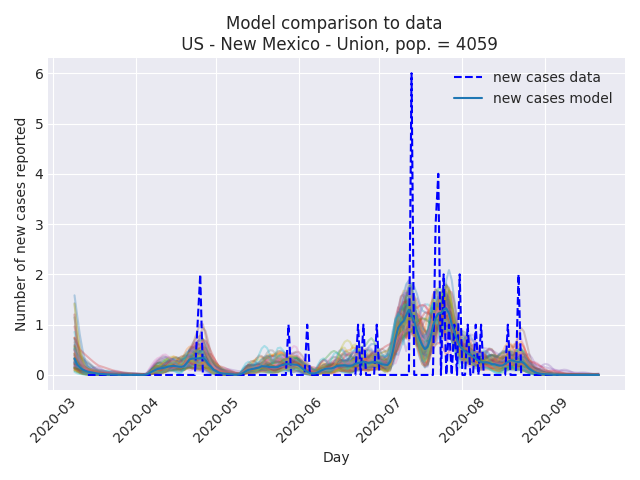 Model comparison to data
US - New Mexico - Union, pop. = 4059
new cases data
new cases model
Number of new cases reported
6
5
4
3
2
1
0
2020-03
2020-04
2020-05
2020-06
2020-07
2020-08
2020-09
Day